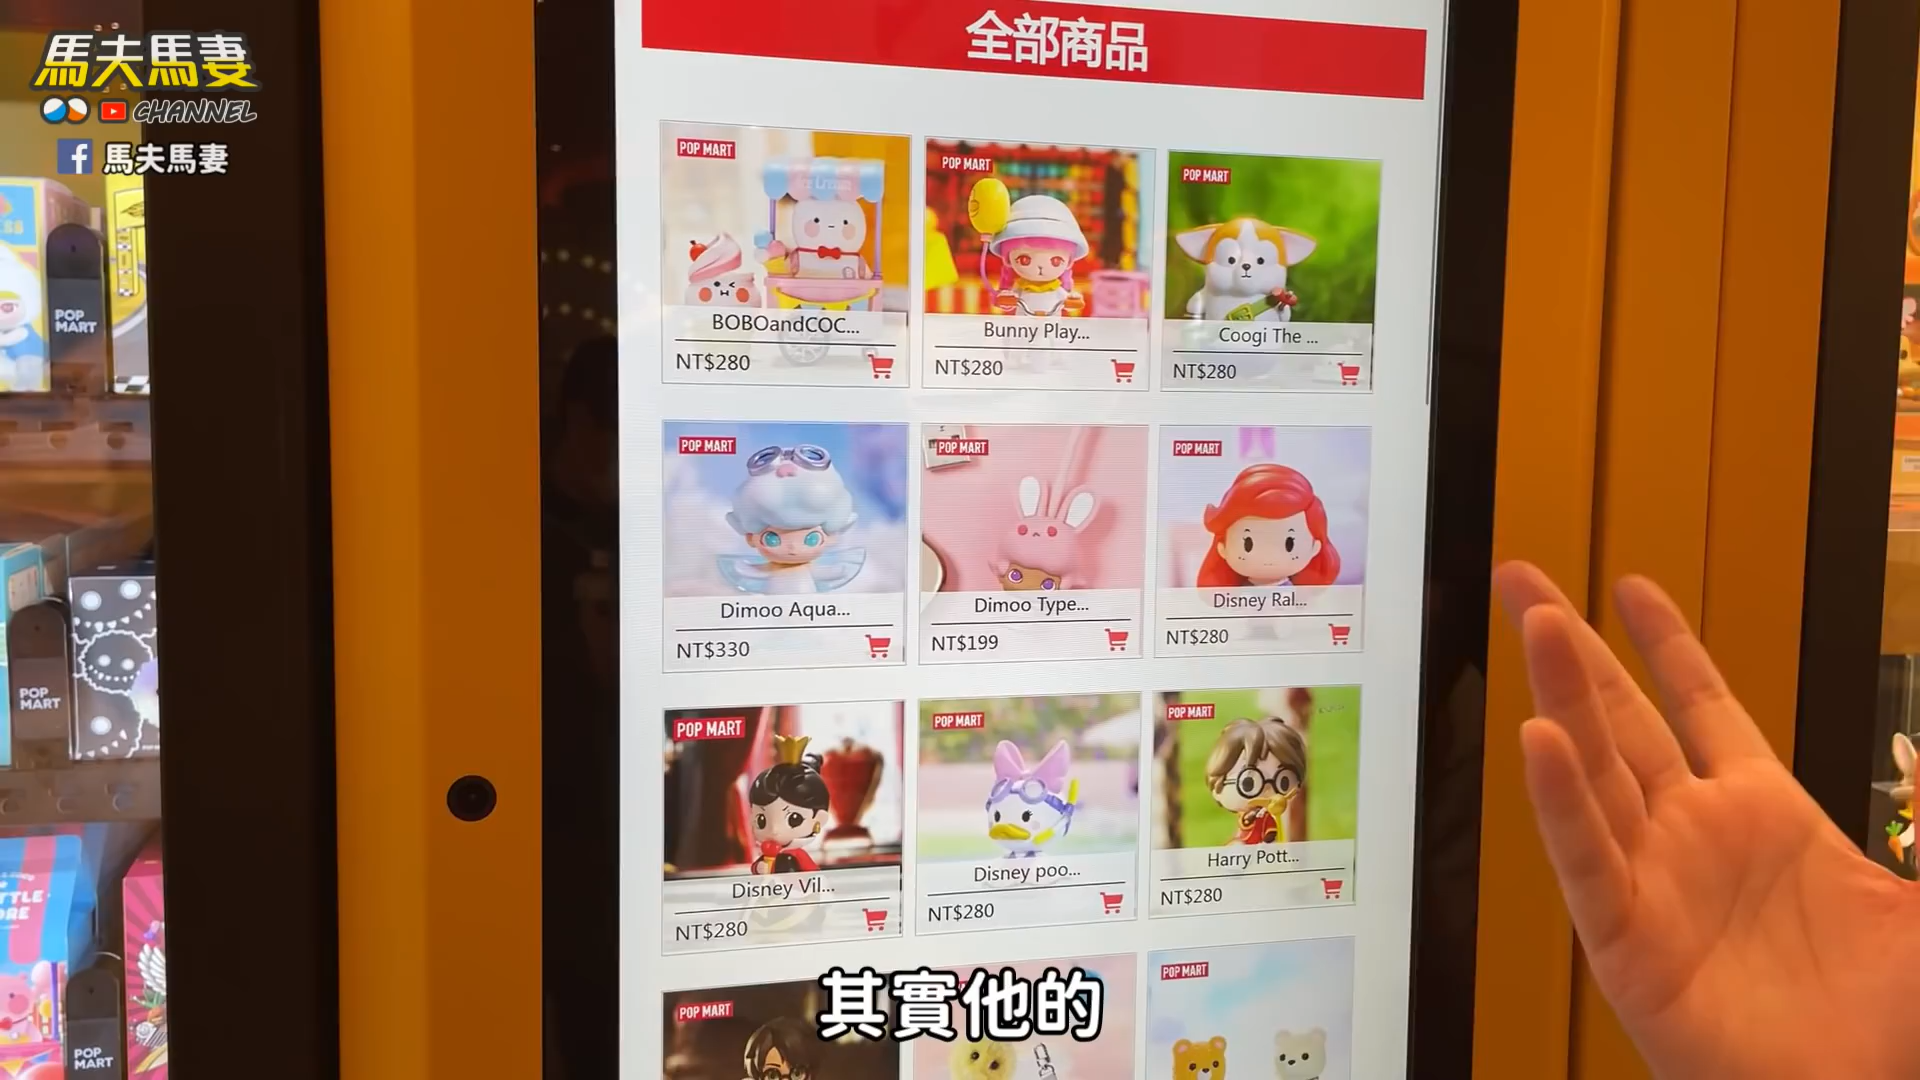 馬夫馬妻
CHANNEL
馬夫馬妻
全部商品
POP MART
BOBOandCOC...
NT$280
POP MART
Bunny Play...
NT$280
POP MART
Coogi The ...
NT$280
POP MART
Dimoo Aqua...
NT$330
POP MART
Dimoo Type...
NT$199
POP MART
Disney Ral...
NT$280
POP MART
Disney Vil...
NT$280
POP MART
Disney poo...
NT$280
POP MART
Harry Pott...
NT$280
POP MART
POP MART
POP
MART
POP
MART
POP
MART
其實他的